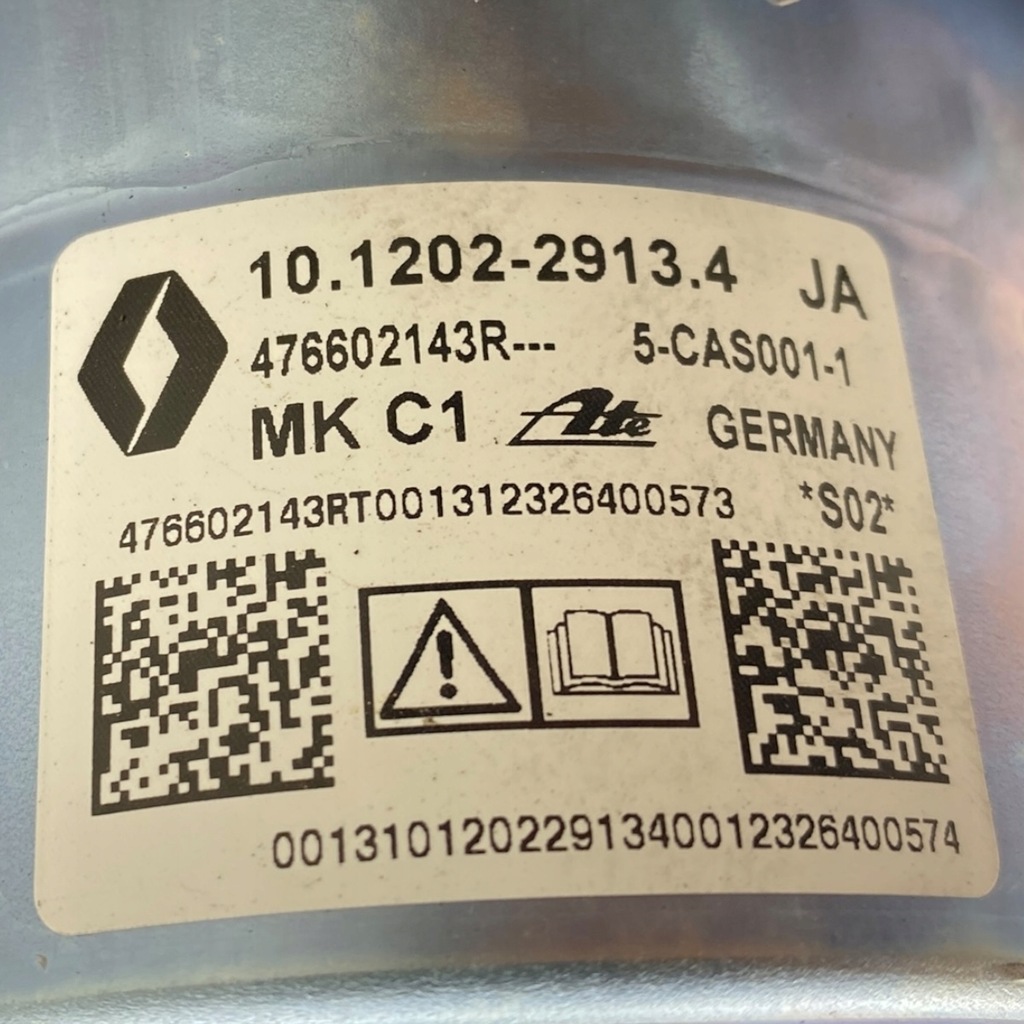 10.1202-2913.4 JA
476602143R--- 5-CAS001-1
MK C1 Ate GERMANY
476602143RT001312326400573 *S02*
0013101202291340012326400574